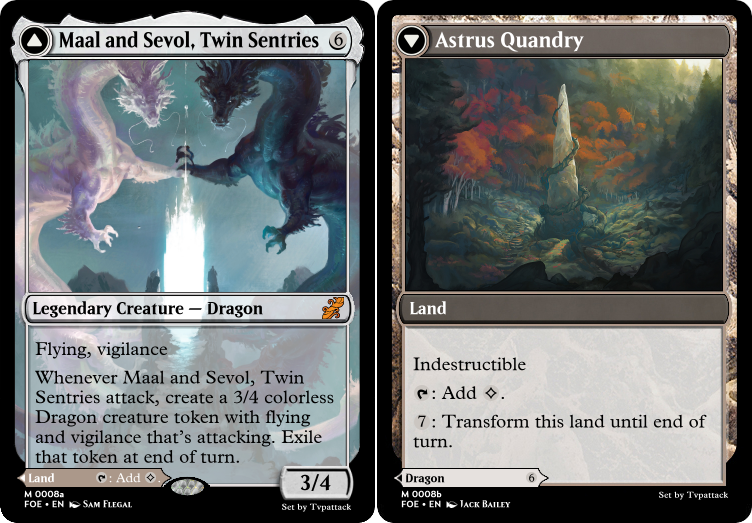 Maal and Sevol, Twin Sentries 6
Legendary Creature — Dragon
Flying, vigilance
Whenever Maal and Sevol, Twin
Sentries attack, create a 3/4 colorless
Dragon creature token with flying
and vigilance that's attacking. Exile
that token at end of turn.
Land : Add .
3/4
M 0008a
FOE • EN Sam Flegal
Set by Tvpattack
Astrus Quandry
Land
Indestructible
: Add .
7 : Transform this land until end of
turn.
Dragon 6
M 0008b
FOE • EN Jack Bailey
Set by Tvpattack